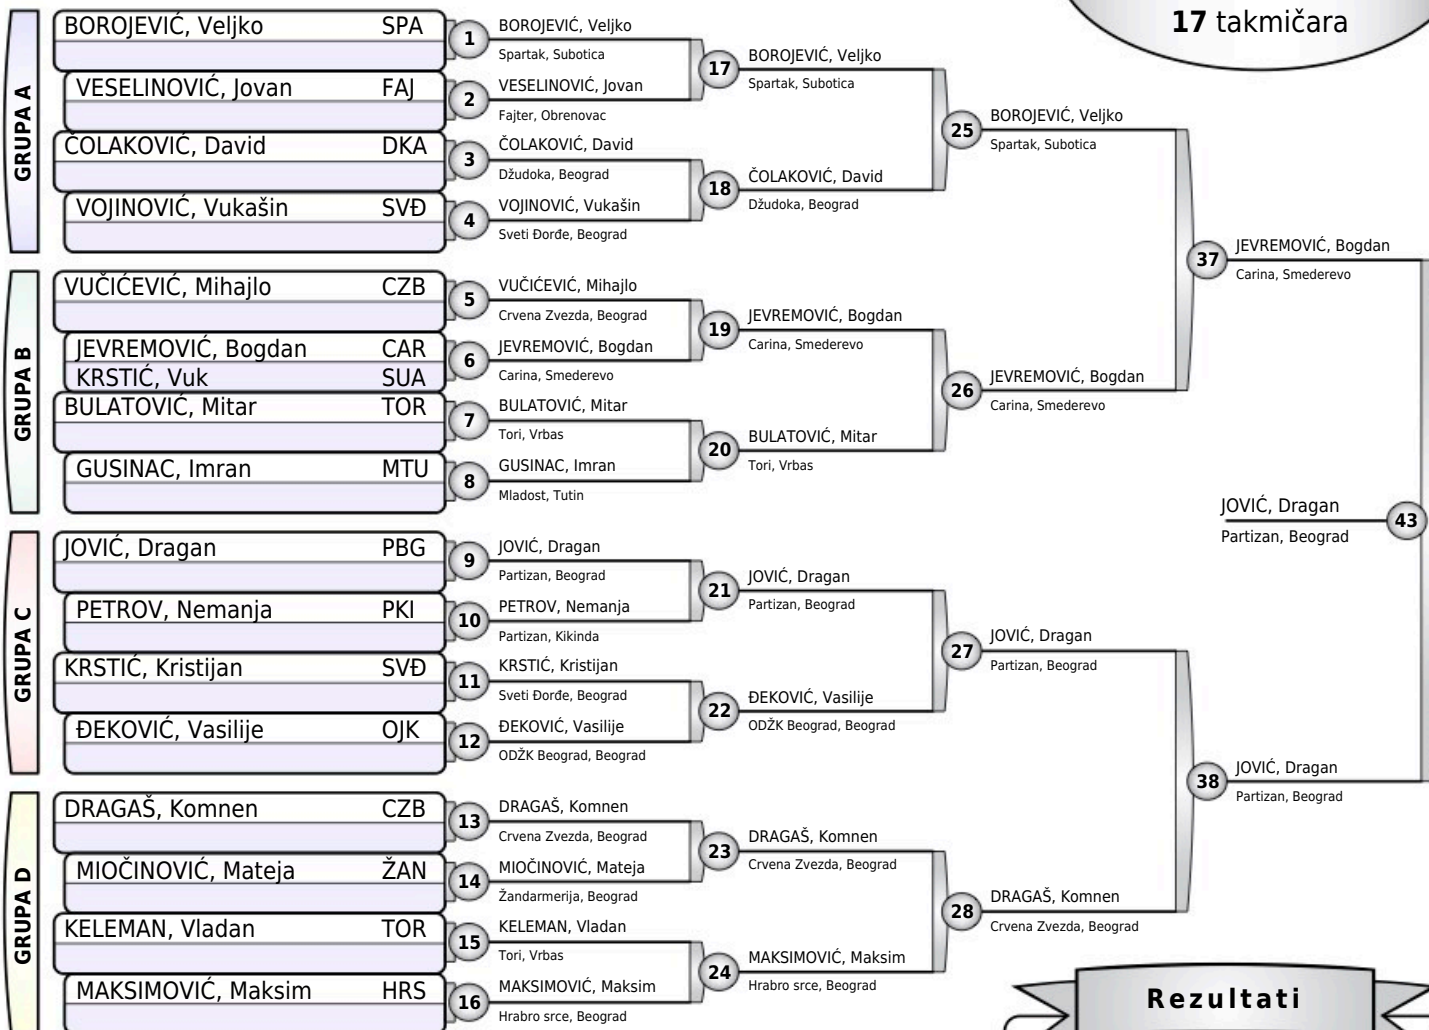 17 takmičara
GRUPA A
BOROJEVIĆ, Veljko SPA
VESELINOVIĆ, Jovan FAJ
ČOLAKOVIĆ, David DKA
VOJINOVIĆ, Vukašin SVĐ
GRUPA B
VUČIĆEVIĆ, Mihajlo CZB
JEVREMOVIĆ, Bogdan CAR
KRSTIĆ, Vuk SUA
BULATOVIĆ, Mitar TOR
GUSINAC, Imran MTU
GRUPA C
JOVIĆ, Dragan PBG
PETROV, Nemanja PKI
KRSTIĆ, Kristijan SVĐ
ĐEKOVIĆ, Vasilije OJK
GRUPA D
DRAGAŠ, Komnen CZB
MIOČINOVIĆ, Mateja ŽAN
KELEMAN, Vladan TOR
MAKSIMOVIĆ, Maksim HRS
1 BOROJEVIĆ, Veljko
Spartak, Subotica
2 VESELINOVIĆ, Jovan
Fajter, Obrenovac
3 ČOLAKOVIĆ, David
Džudoka, Beograd
4 VOJINOVIĆ, Vukašin
Sveti Đorđe, Beograd
5 VUČIĆEVIĆ, Mihajlo
Crvena Zvezda, Beograd
6 JEVREMOVIĆ, Bogdan
Carina, Smederevo
7 BULATOVIĆ, Mitar
Tori, Vrbas
8 GUSINAC, Imran
Mladost, Tutin
9 JOVIĆ, Dragan
Partizan, Beograd
10 PETROV, Nemanja
Partizan, Kikinda
11 KRSTIĆ, Kristijan
Sveti Đorđe, Beograd
12 ĐEKOVIĆ, Vasilije
ODŽK Beograd, Beograd
13 DRAGAŠ, Komnen
Crvena Zvezda, Beograd
14 MIOČINOVIĆ, Mateja
Žandarmerija, Beograd
15 KELEMAN, Vladan
Tori, Vrbas
16 MAKSIMOVIĆ, Maksim
Hrabro srce, Beograd
17 BOROJEVIĆ, Veljko
Spartak, Subotica
18 ČOLAKOVIĆ, David
Džudoka, Beograd
19 JEVREMOVIĆ, Bogdan
Carina, Smederevo
20 BULATOVIĆ, Mitar
Tori, Vrbas
21 JOVIĆ, Dragan
Partizan, Beograd
22 ĐEKOVIĆ, Vasilije
ODŽK Beograd, Beograd
23 DRAGAŠ, Komnen
Crvena Zvezda, Beograd
24 MAKSIMOVIĆ, Maksim
Hrabro srce, Beograd
25 BOROJEVIĆ, Veljko
Spartak, Subotica
26 JEVREMOVIĆ, Bogdan
Carina, Smederevo
27 JOVIĆ, Dragan
Partizan, Beograd
28 DRAGAŠ, Komnen
Crvena Zvezda, Beograd
37 JEVREMOVIĆ, Bogdan
Carina, Smederevo
38 JOVIĆ, Dragan
Partizan, Beograd
JOVIĆ, Dragan 43
Partizan, Beograd
Rezultati